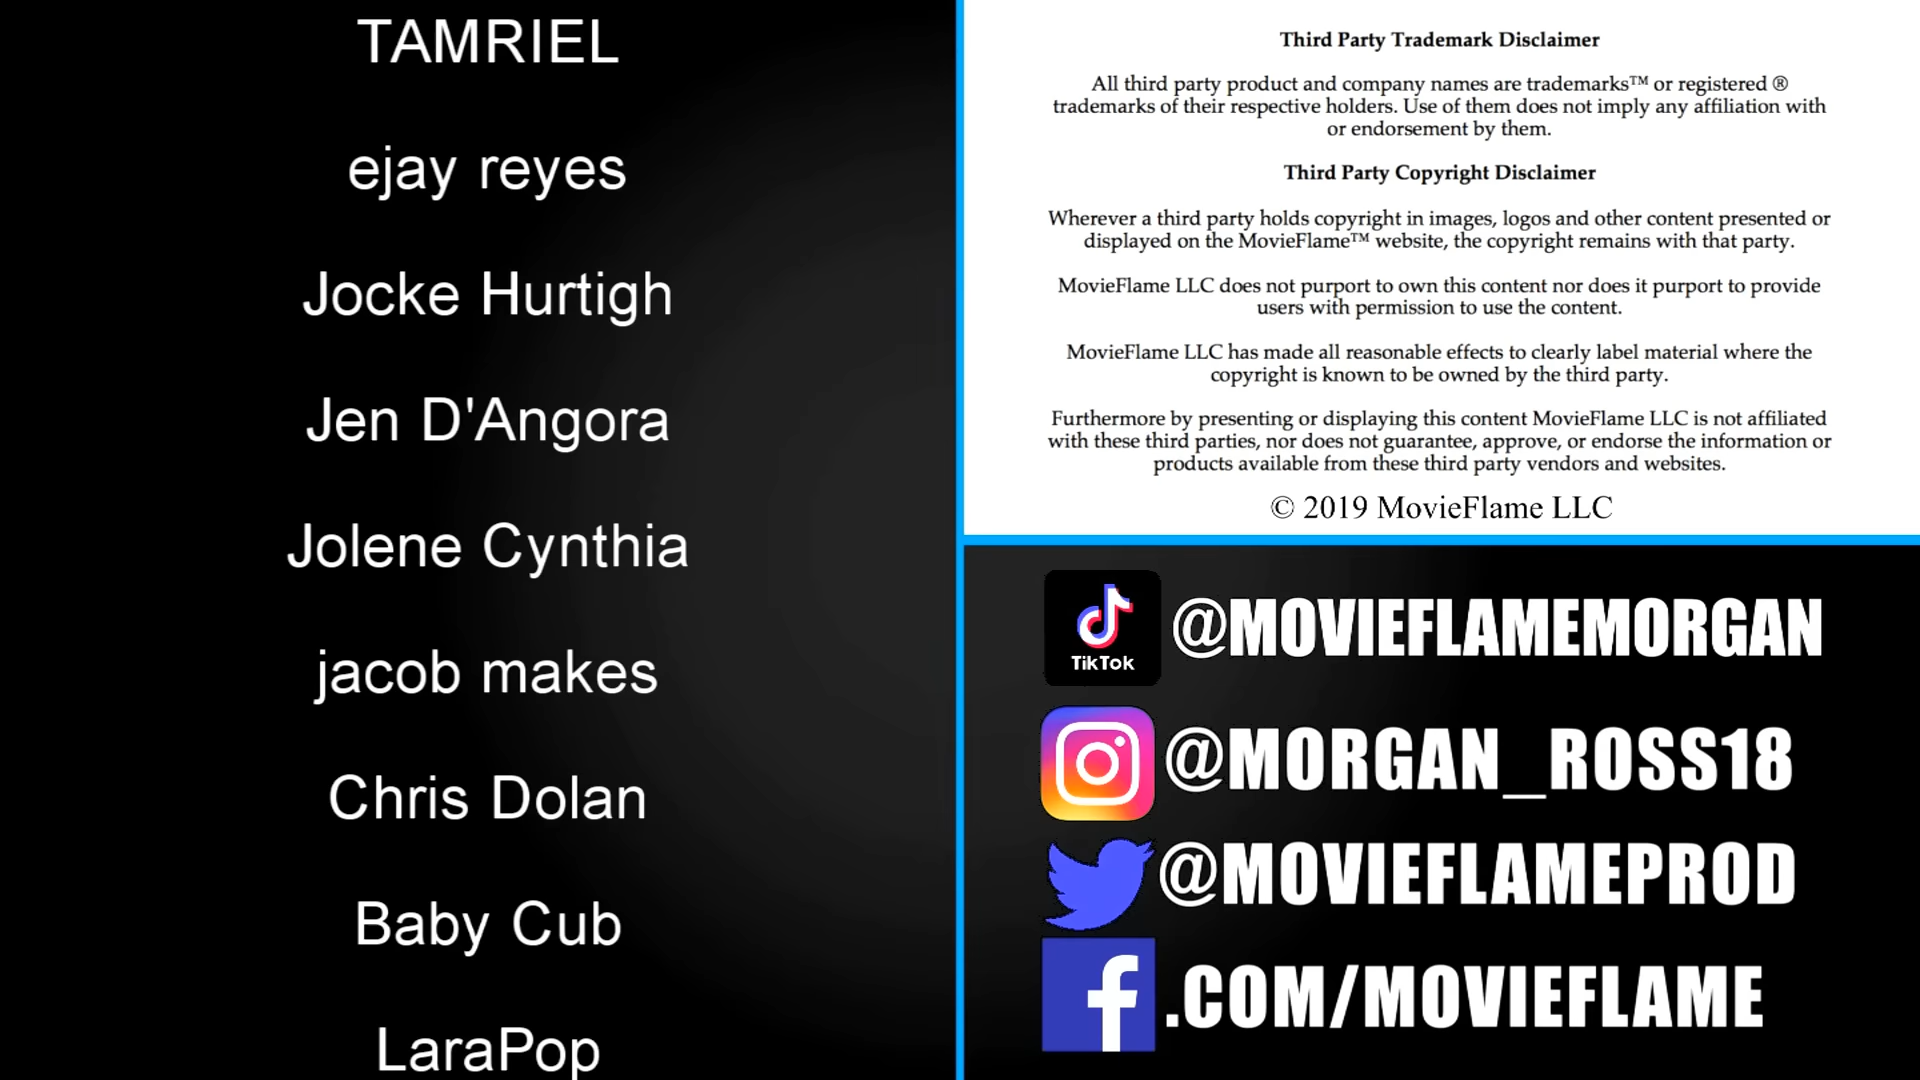 TAMRIEL
ejay reyes
Jocke Hurtigh
Jen D'Angora
Jolene Cynthia
jacob makes
Chris Dolan
Baby Cub
LaraPop
Third Party Trademark Disclaimer
All third party product and company names are trademarks™ or registered ®
trademarks of their respective holders. Use of them does not imply any affiliation with
or endorsement by them.
Third Party Copyright Disclaimer
Wherever a third party holds copyright in images, logos and other content presented or
displayed on the MovieFlame™ website, the copyright remains with that party.
MovieFlame LLC does not purport to own this content nor does it purport to provide
users with permission to use the content.
MovieFlame LLC has made all reasonable effects to clearly label material where the
copyright is known to be owned by the third party.
Furthermore by presenting or displaying this content MovieFlame LLC is not affiliated
with these third parties, nor does not guarantee, approve, or endorse the information or
products available from these third party vendors and websites.
© 2019 MovieFlame LLC
TikTok @MOVIEFLAMEMORGAN
@MORGAN_ROSS18
@MOVIEFLAMEPROD
f .COM/MOVIEFLAME